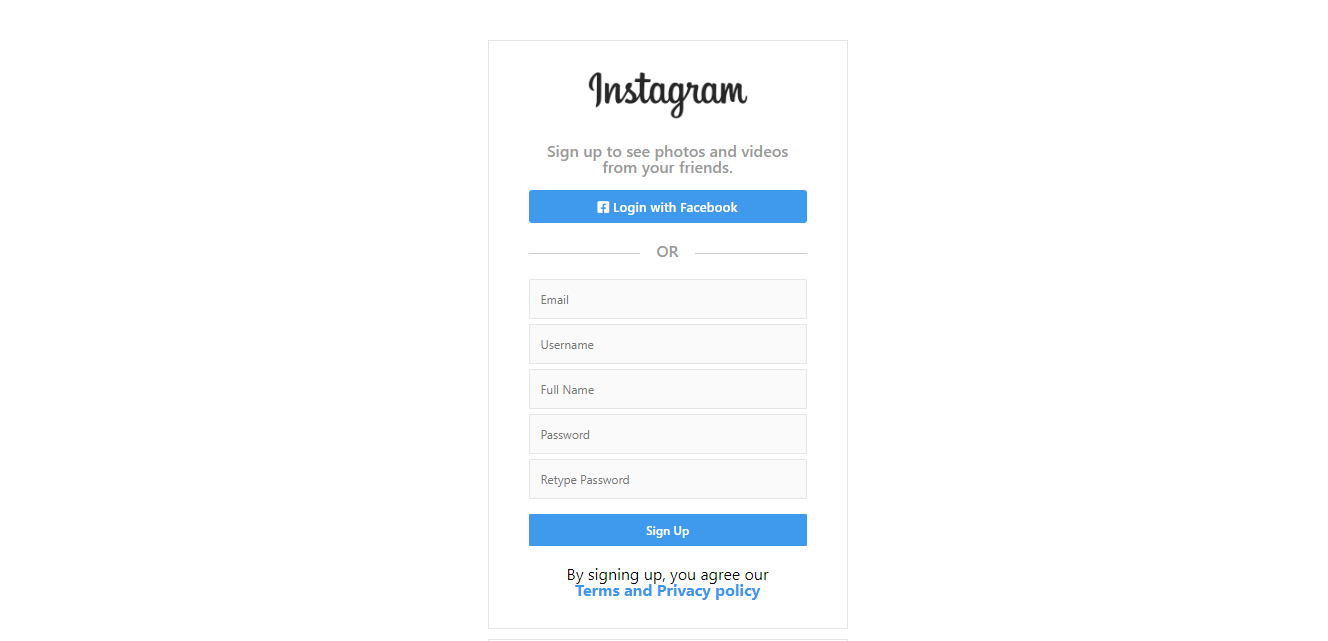 Instagram
Sign up to see photos and videos
from your friends.
Login with Facebook
OR
Email
Username
Full Name
Password
Retype Password
Sign Up
By signing up, you agree our
Terms and Privacy policy